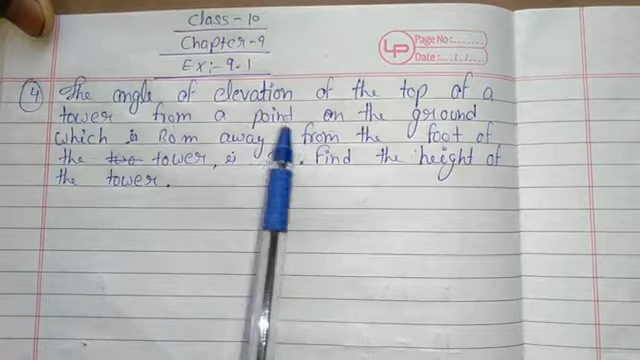 Class-10
Chapter-9
Ex:- 9.1
LP
Page No:
Date:
(4) The angle of elevation of the top of a
tower from a point on the ground
which is 30m away from the foot of
the tower, is . Find the height of
the tower.